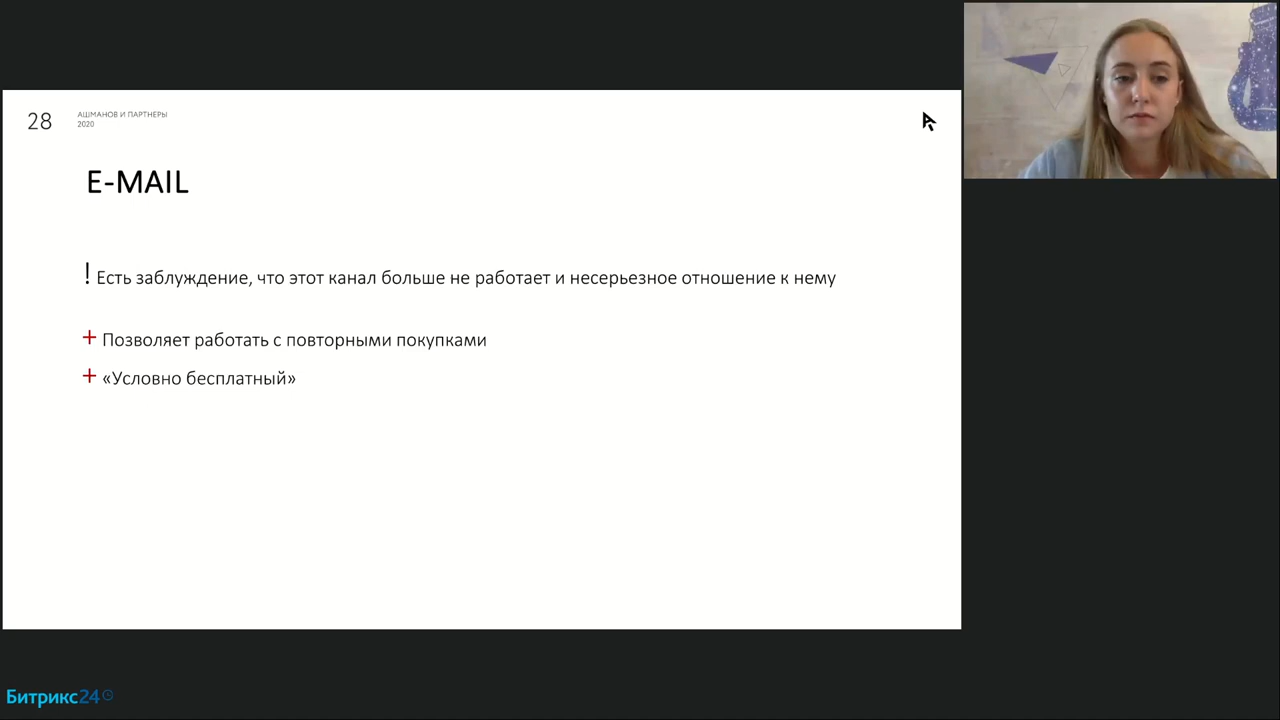 28
АШМАНОВ И ПАРТНЕРЫ
2020
E-MAIL
! Есть заблуждение, что этот канал больше не работает и несерьезное отношение к нему
+ Позволяет работать с повторными покупками
+ «Условно бесплатный»
Битрикс24